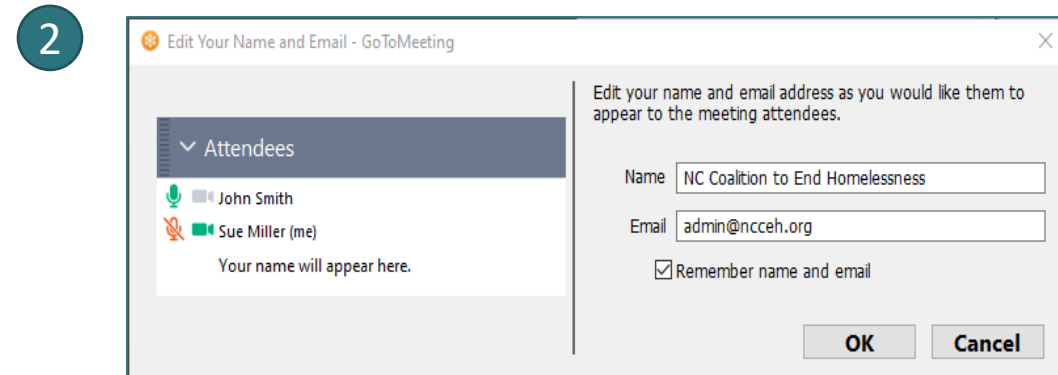 2
Edit Your Name and Email - GoToMeeting
Attendees
John Smith
Sue Miller (me)
Your name will appear here.
Edit your name and email address as you would like them to
appear to the meeting attendees.
Name NC Coalition to End Homelessness
Email admin@ncceh.org
Remember name and email
OK Cancel